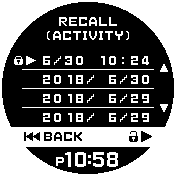 RECALL
(ACTIVITY)
6/30 10:24
2018/ 6/30
2018/ 6/29
2018/ 6/29
BACK
P10:58